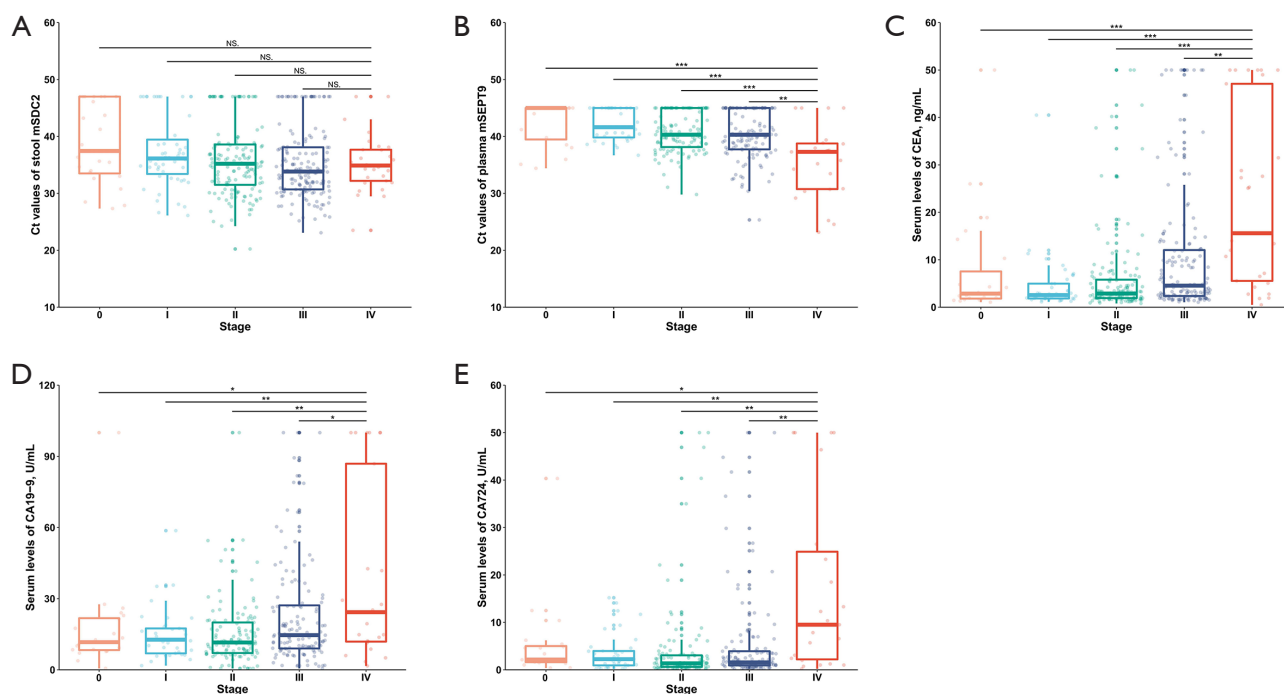 A
Ct values of stool mSDC2
60
50
40
30
20
10
NS.
NS.
NS.
NS.
0 I II III IV
Stage
B
Ct values of plasma mSEPT9
60
50
40
30
20
10
***
***
***
**
0 I II III IV
Stage
C
Serum levels of CEA, ng/mL
60
50
40
30
20
10
0
***
***
***
**
0 I II III IV
Stage
D
Serum levels of CA19−9, U/mL
120
90
60
30
0
*
**
**
*
0 I II III IV
Stage
E
Serum levels of CA724, U/mL
60
50
40
30
20
10
0
*
**
**
**
0 I II III IV
Stage